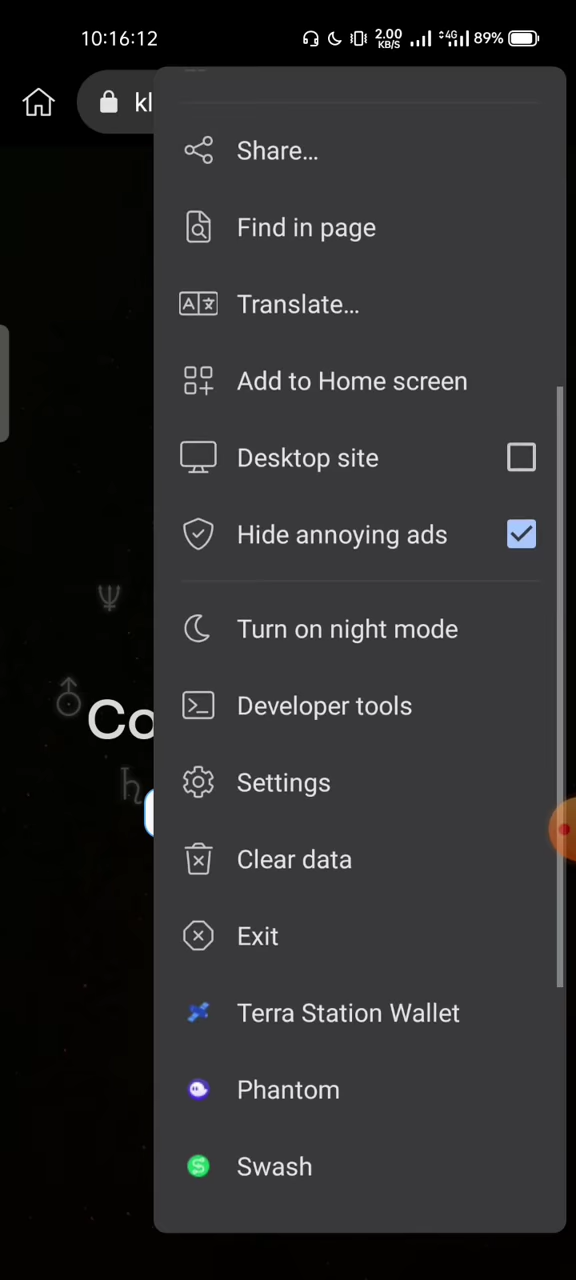 10:16:12
2.00
KB/S
4G
89%
kl
Share...
Find in page
Translate...
Add to Home screen
Desktop site
Hide annoying ads
Turn on night mode
Developer tools
Co
Settings
Clear data
Exit
Terra Station Wallet
Phantom
Swash